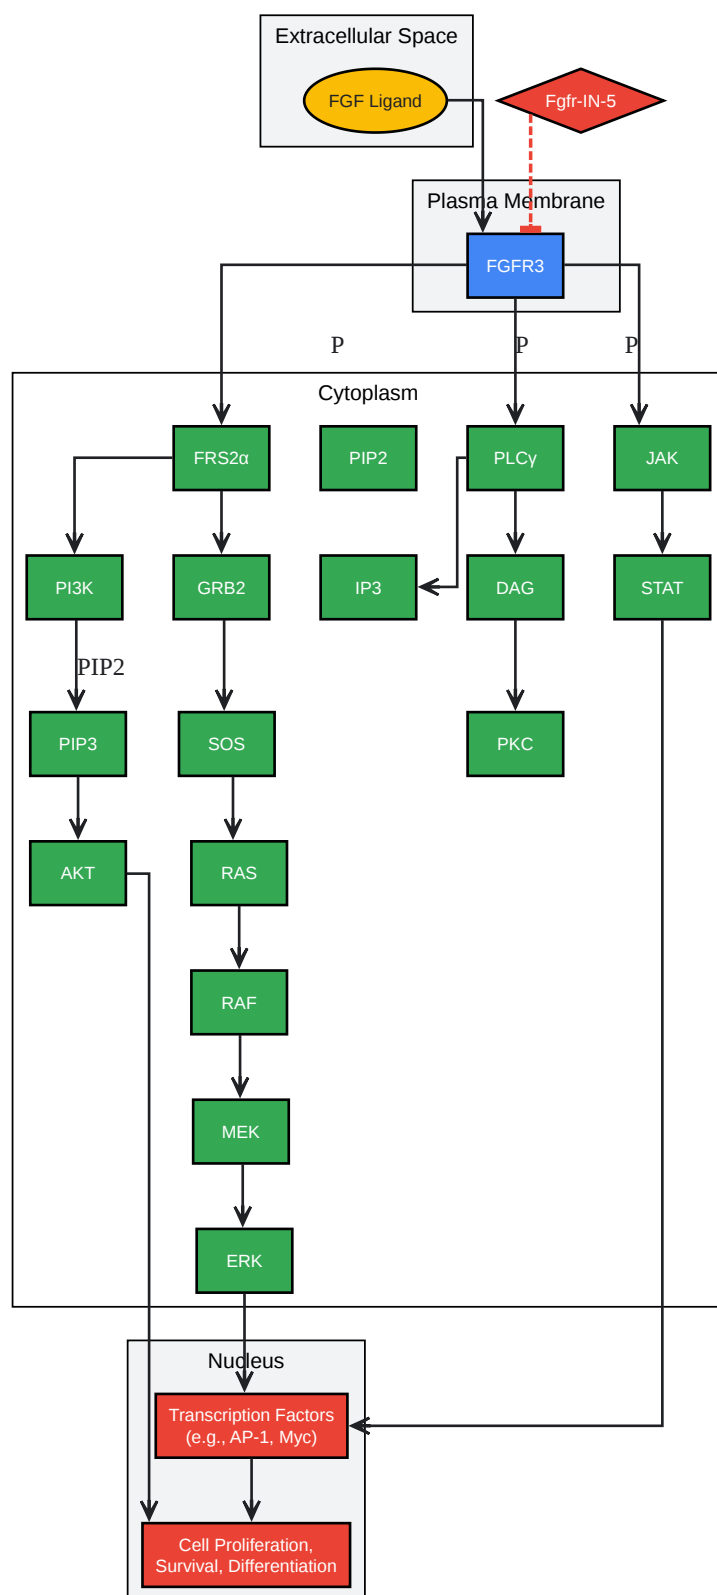 Extracellular Space
FGF Ligand
Fgfr-IN-5
Plasma Membrane
FGFR3
P
P
P
Cytoplasm
FRS2α
PIP2
PLCγ
JAK
PI3K
GRB2
IP3
DAG
STAT
PIP2
PIP3
SOS
PKC
AKT
RAS
RAF
MEK
ERK
Nucleus
Transcription Factors
(e.g., AP-1, Myc)
Cell Proliferation,
Survival, Differentiation